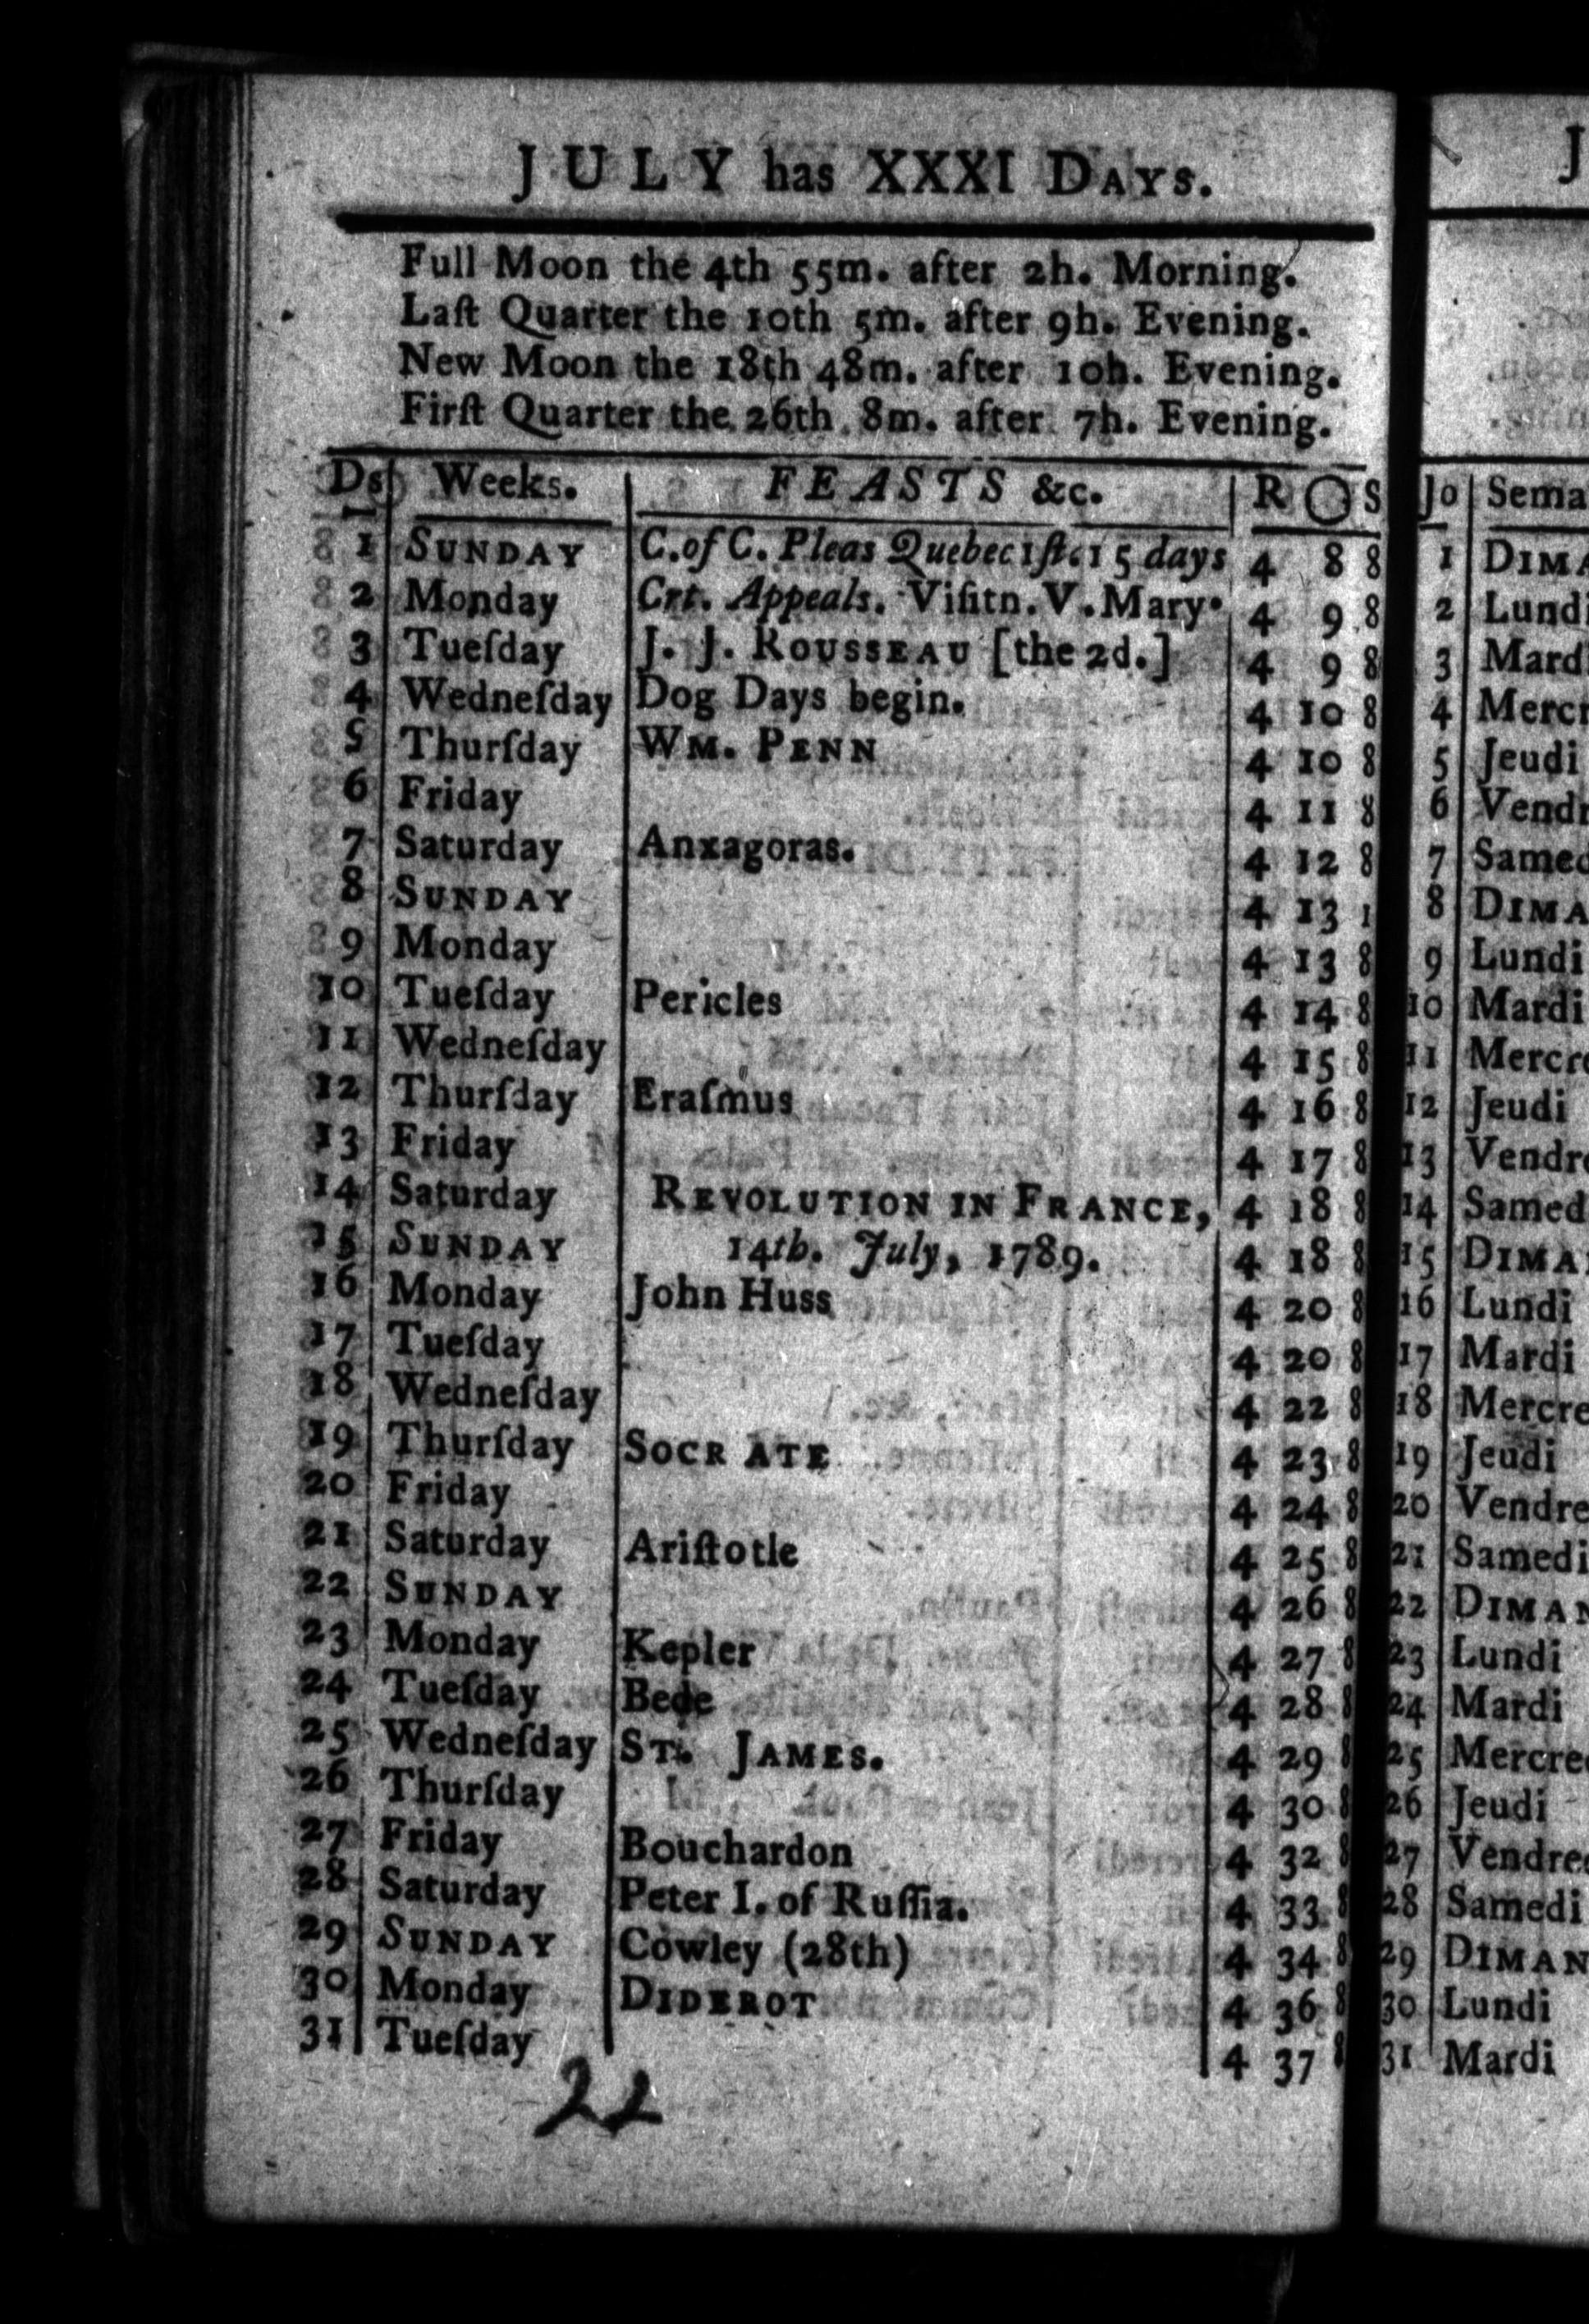 JULY has XXXI DAYS.
Full Moon the 4th 55m. after 2h. Morning.
Laſt Quarter the 10th 5m. after 9h. Evening.
New Moon the 18th 48m. after 10h. Evening.
Firſt Quarter the 26th 8m. after 7h. Evening.
Ds Weeks. FEASTS &c. R O S
1 SUNDAY C. of C. Pleas Quebec 1ſt. 15 days 4 8 8
2 Monday Crt. Appeals. Viſitn. V. Mary. 4 9 8
3 Tueſday J. J. ROUSSEAU [the 2d.] 4 9 8
4 Wedneſday Dog Days begin. 4 10 8
5 Thurſday WM. PENN 4 10 8
6 Friday 4 11 8
7 Saturday Anxagoras. 4 12 8
8 SUNDAY 4 13 1
9 Monday 4 13 8
10 Tueſday Pericles 4 14 8
11 Wedneſday 4 15 8
12 Thurſday Eraſmus 4 16 8
13 Friday 4 17 8
14 Saturday REVOLUTION IN FRANCE, 4 18 8
15 SUNDAY 14th. July, 1789. 4 18 8
16 Monday John Huss 4 20 8
17 Tueſday 4 20 8
18 Wedneſday 4 22 8
19 Thurſday SOCRATE 4 23 8
20 Friday 4 24 8
21 Saturday Ariſtotle 4 25 8
22 SUNDAY 4 26 8
23 Monday Kepler 4 27 8
24 Tueſday Bede 4 28 8
25 Wedneſday ST. JAMES. 4 29 8
26 Thurſday 4 30 8
27 Friday Bouchardon 4 32 8
28 Saturday Peter I. of Ruſſia. 4 33 8
29 SUNDAY Cowley (28th) 4 34 8
30 Monday DIDEROT 4 36 8
31 Tueſday 4 37 8
22
J
Jo Sema
1 DIMA
2 Lundi
3 Mardi
4 Mercr
5 Jeudi
6 Vendr
7 Samed
8 DIMA
9 Lundi
10 Mardi
11 Mercre
12 Jeudi
13 Vendre
14 Samed
15 DIMA
16 Lundi
17 Mardi
18 Mercre
19 Jeudi
20 Vendre
21 Samedi
22 DIMAN
23 Lundi
24 Mardi
25 Mercre
26 Jeudi
27 Vendre
28 Samedi
29 DIMAN
30 Lundi
31 Mardi